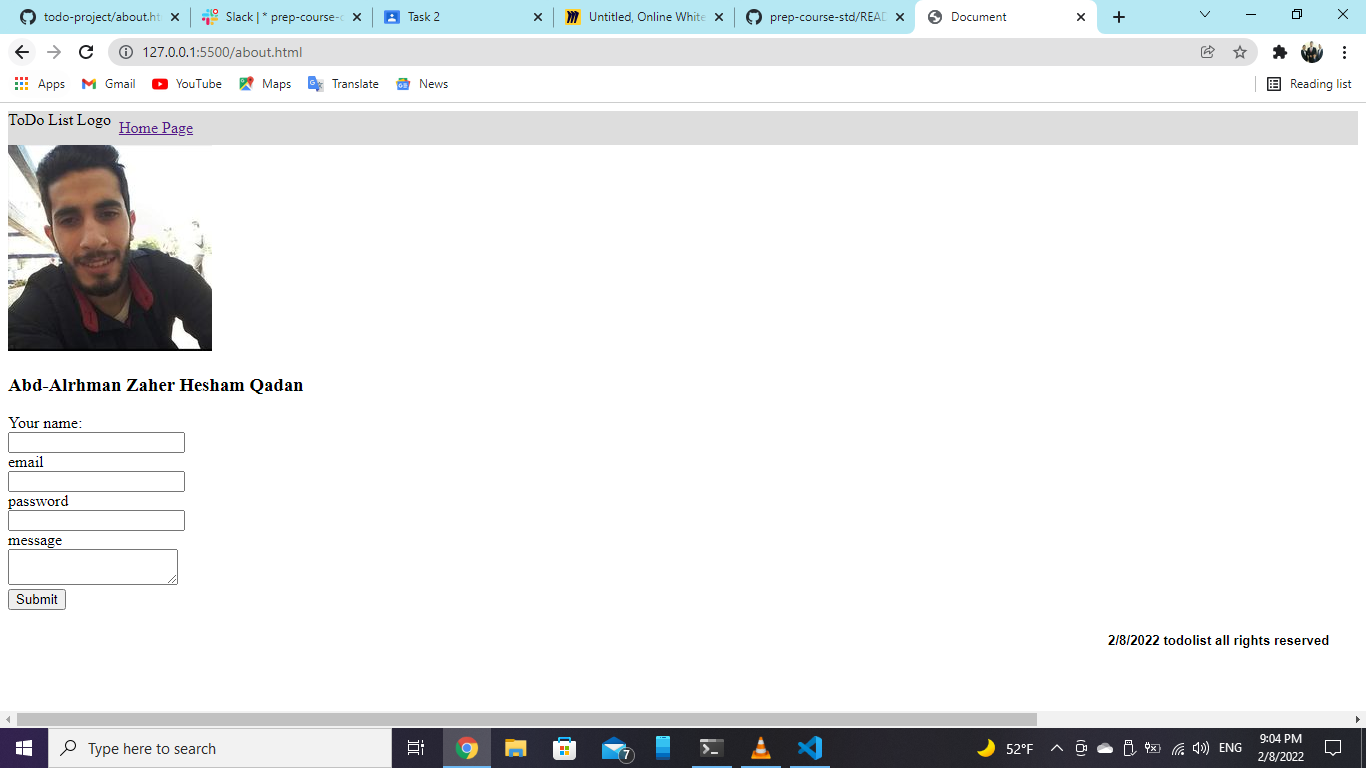 todo-project/about.ht
Slack | * prep-course-c
Task 2
Untitled, Online White
prep-course-std/READ
Document
127.0.0.1:5500/about.html
Apps
Gmail
YouTube
Maps
Translate
News
Reading list
ToDo List Logo
Home Page
Abd-Alrhman Zaher Hesham Qadan
Your name:
email
password
message
Submit
2/8/2022 todolist all rights reserved
Type here to search
7
52°F
ENG
9:04 PM
2/8/2022